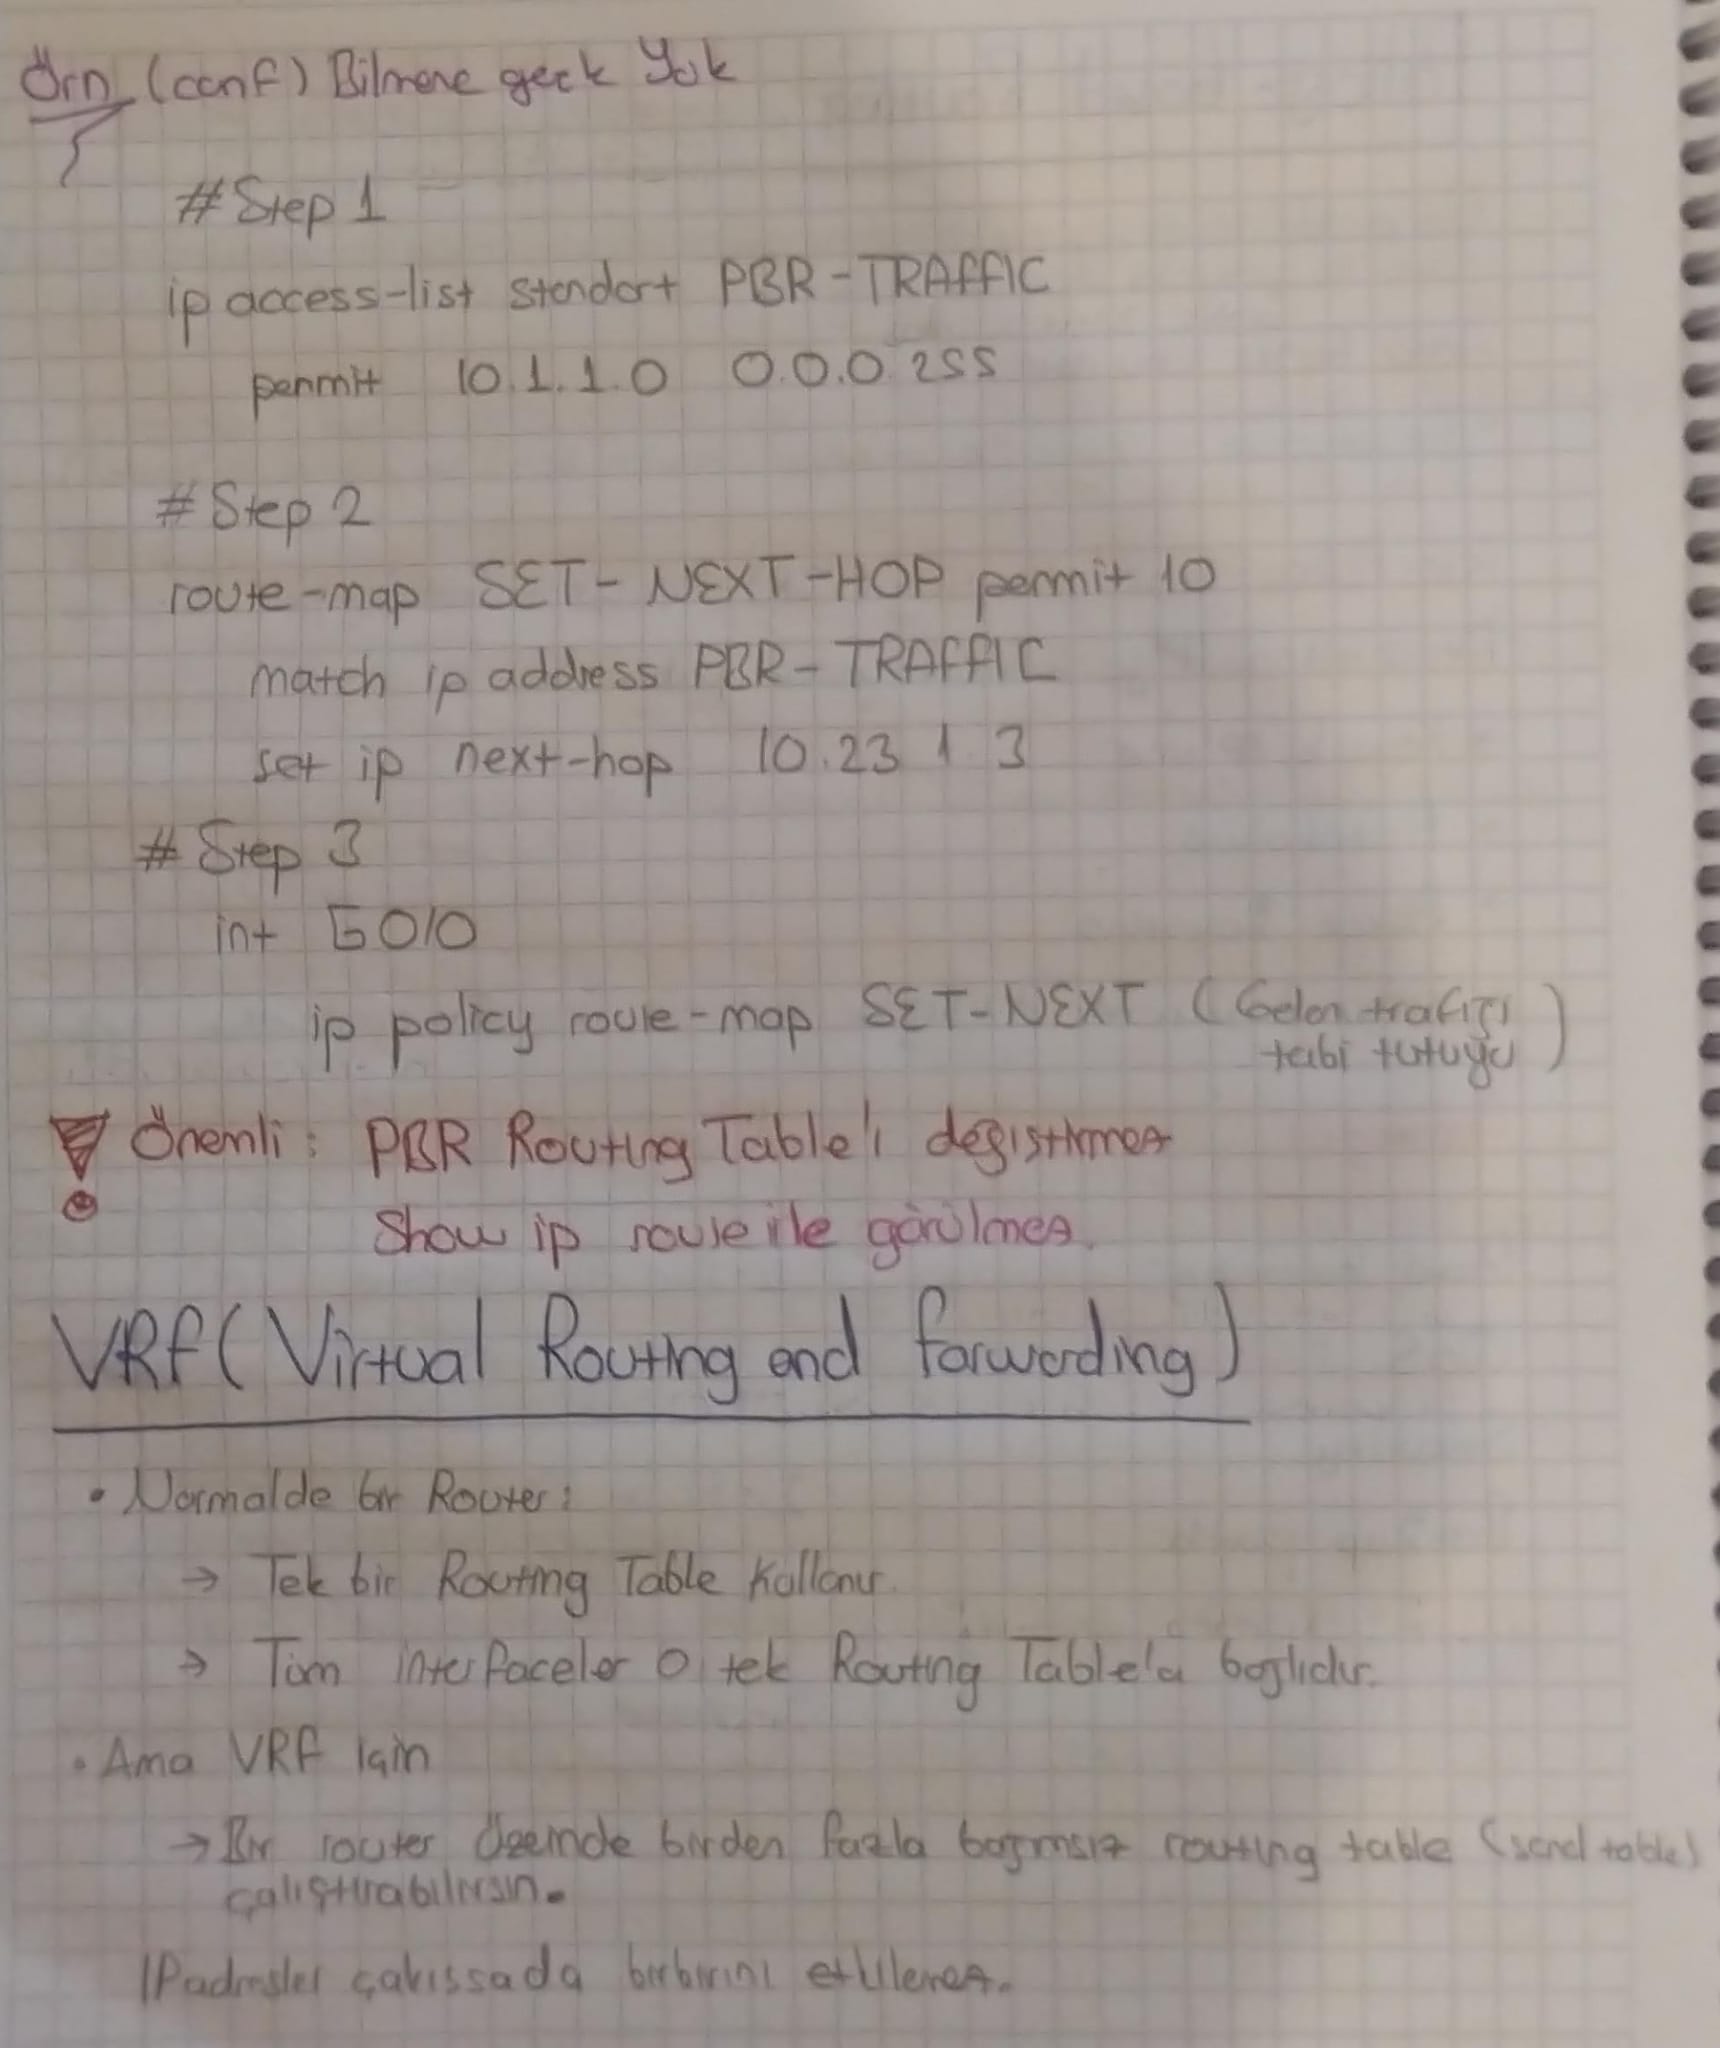 Örn (conf) Bilmene gerek Yok
#Step 1
ip access-list standart PBR-TRAFFIC
permit 10.1.1.0 0.0.0.255
#Step 2
route-map SET-NEXT-HOP permit 10
match ip address PBR-TRAFFIC
set ip next-hop 10.23 1 3
# Step 3
int G0/0
ip policy route-map SET-NEXT (Gelen trafiği
tabi tutuyo)
! Önemli: PBR Routing Table'ı değiştirmez
Show ip route ile görülmez.
VRF (Virtual Routing and Forwarding)
• Normalde bir Router:
→ Tek bir Routing Table Kullanır.
→ Tüm interfaceler o tek Routing Table'a bağlıdır.
• Ama VRF için
→ Bir router üzerinde birden fazla bağımsız routing table (sanal table)
çalıştırabilirsin.
IP adresler çakıssada birbirini etkilemez.